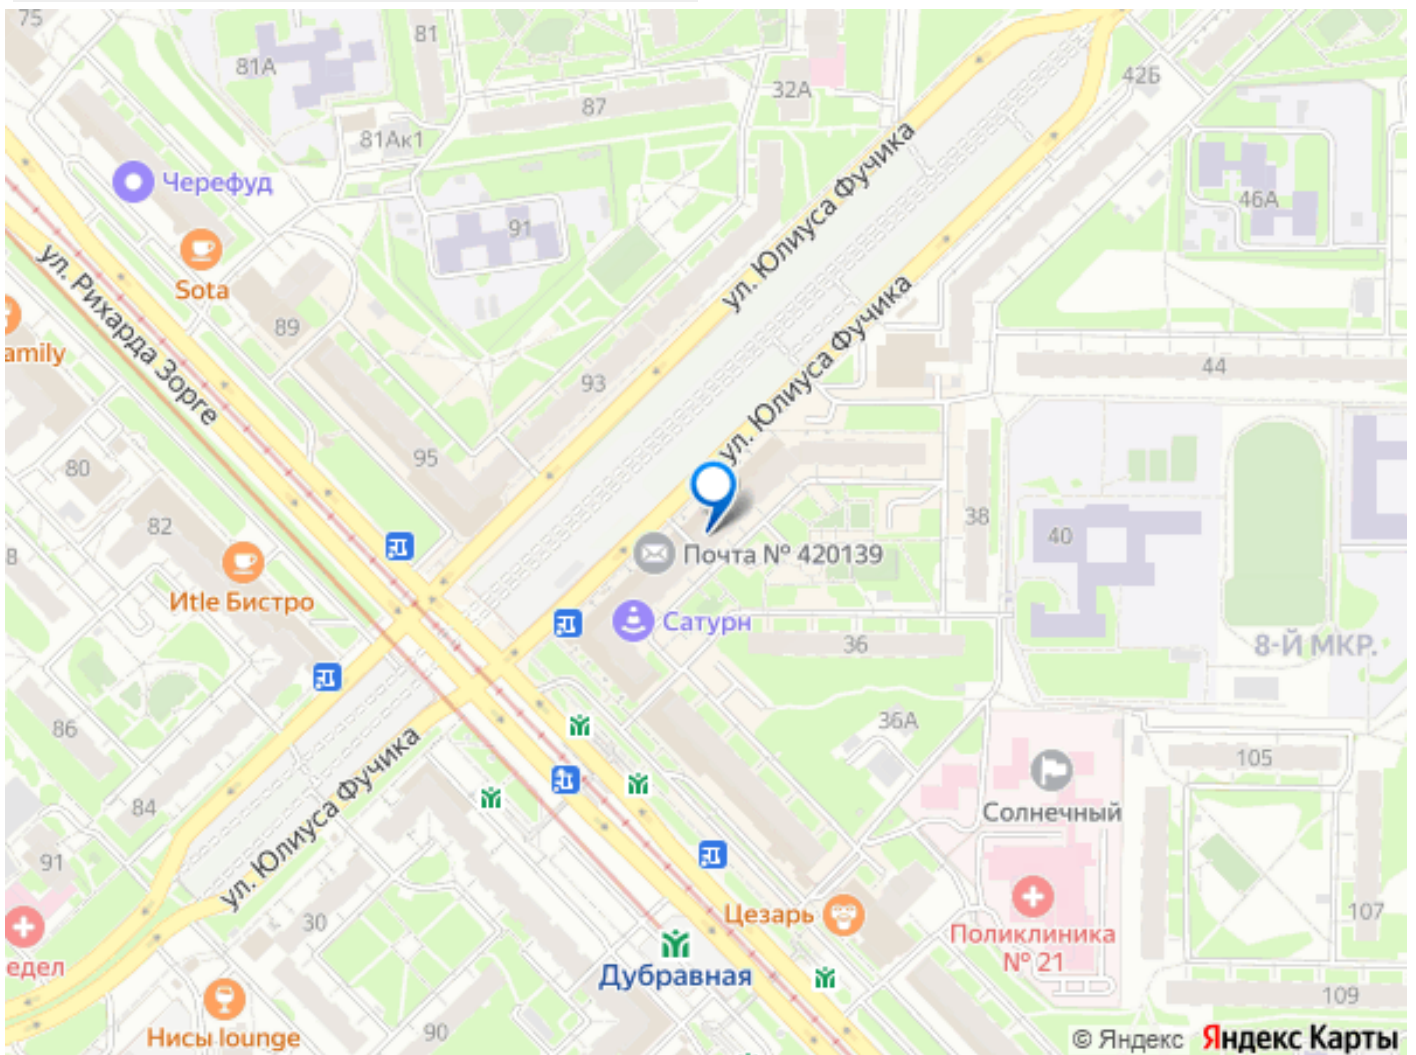 75
81
81А
87
32А
42Б
81Ак1
Черефуд
91
46А
ул. Юлиуса Фучика
Sota
ул. Рихарда Зорге
89
amily
93
44
ул. Юлиуса Фучика
80
95
82
38
40
8
Почта № 420139
Иtle Бистро
Сатурн
36
8-Й МКР.
86
36А
105
ул. Юлиуса Фучика
84
Солнечный
91
30
Цезарь
Поликлиника
№ 21
107
едел
Дубравная
109
Нисы lounge
90
© Яндекс Яндекс Карты